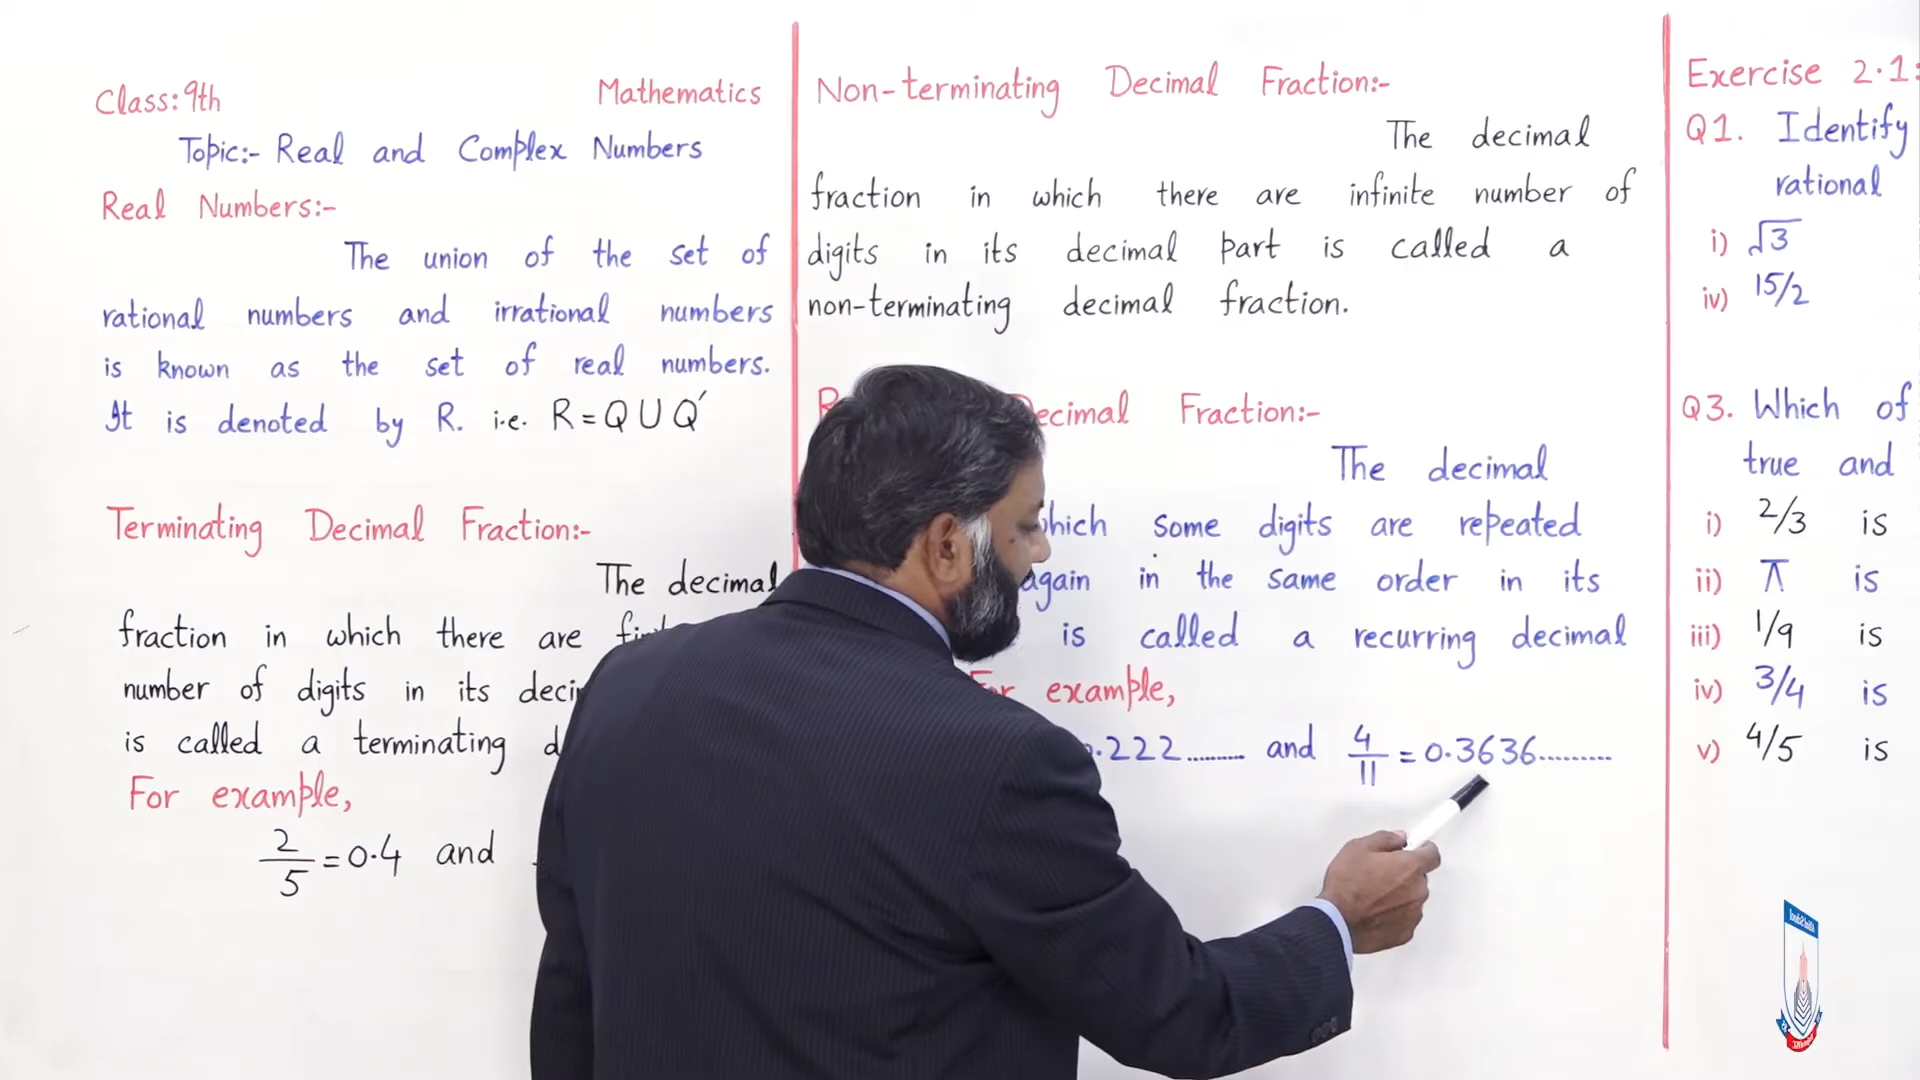 Class: 9th Mathematics
Topic:- Real and Complex Numbers
Real Numbers:-
The union of the set of
rational numbers and irrational numbers
is known as the set of real numbers.
It is denoted by R. i.e. R = Q U Q′
Terminating Decimal Fraction:-
The decimal
fraction in which there are
number of digits in its
is called a terminating
For example,
2/5 = 0.4 and
Non-terminating Decimal Fraction:-
The decimal
fraction in which there are infinite number of
digits in its decimal part is called a
non-terminating decimal fraction.
Decimal Fraction:-
The decimal
which some digits are repeated
again in the same order in its
is called a recurring decimal
For example,
0.222......... and 4/11 = 0.3636.........
Exercise 2.1:
Q1. Identify
rational
i) √3
iv) 15/2
Q3. Which of
true and
i) 2/3 is
ii) π is
iii) 1/9 is
iv) 3/4 is
v) 4/5 is